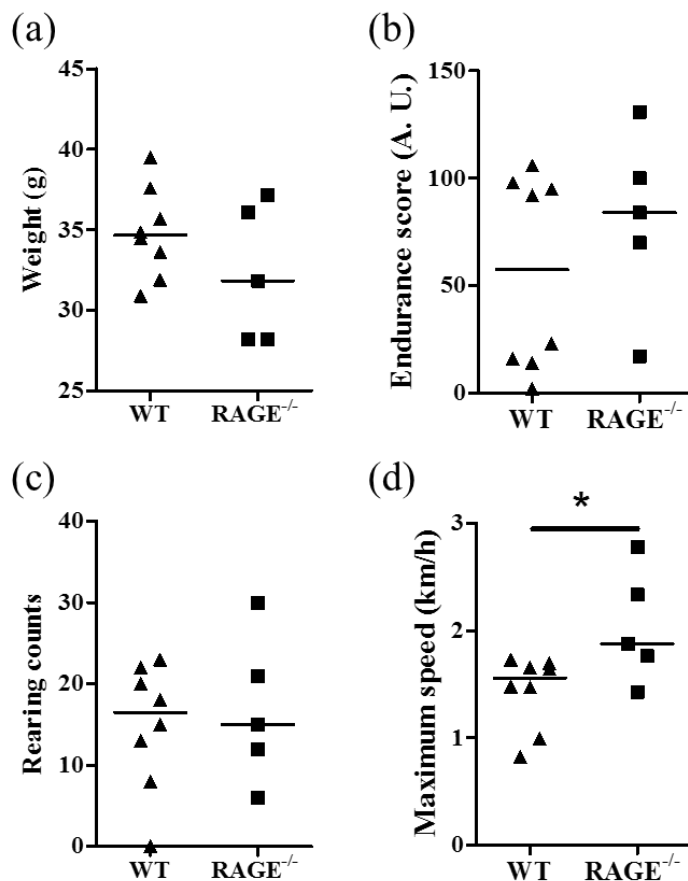 (a)
Weight (g)
45
40
35
30
25
WT
RAGE⁻/⁻
(b)
Endurance score (A. U.)
150
100
50
0
WT
RAGE⁻/⁻
(c)
Rearing counts
40
30
20
10
0
WT
RAGE⁻/⁻
(d)
Maximum speed (km/h)
*
3
2
1
0
WT
RAGE⁻/⁻